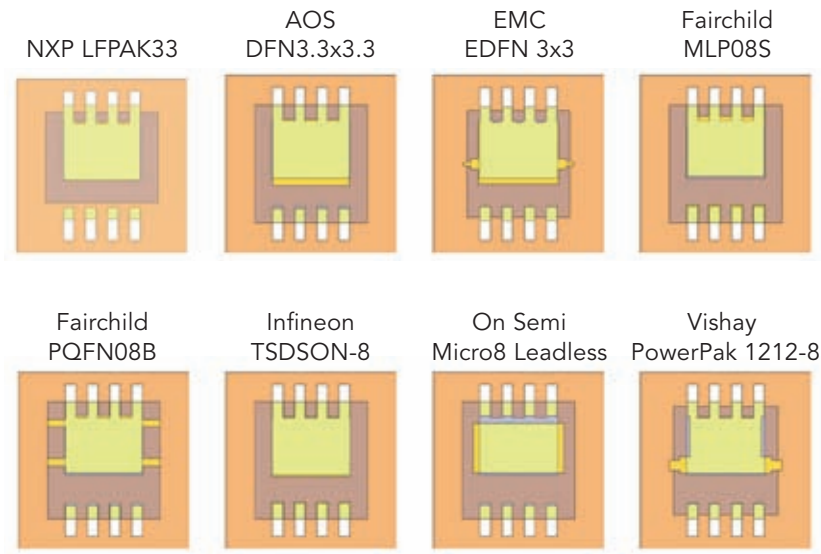 NXP LFPAK33
AOS
DFN3.3x3.3
EMC
EDFN 3x3
Fairchild
MLP08S
Fairchild
PQFN08B
Infineon
TSDSON-8
On Semi
Micro8 Leadless
Vishay
PowerPak 1212-8